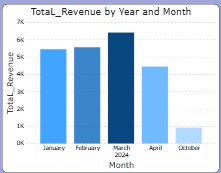 TotaL_Revenue by Year and Month
TotaL_Revenue
7K
6K
5K
4K
3K
2K
1K
0K
January
February
March
April
October
2024
Month